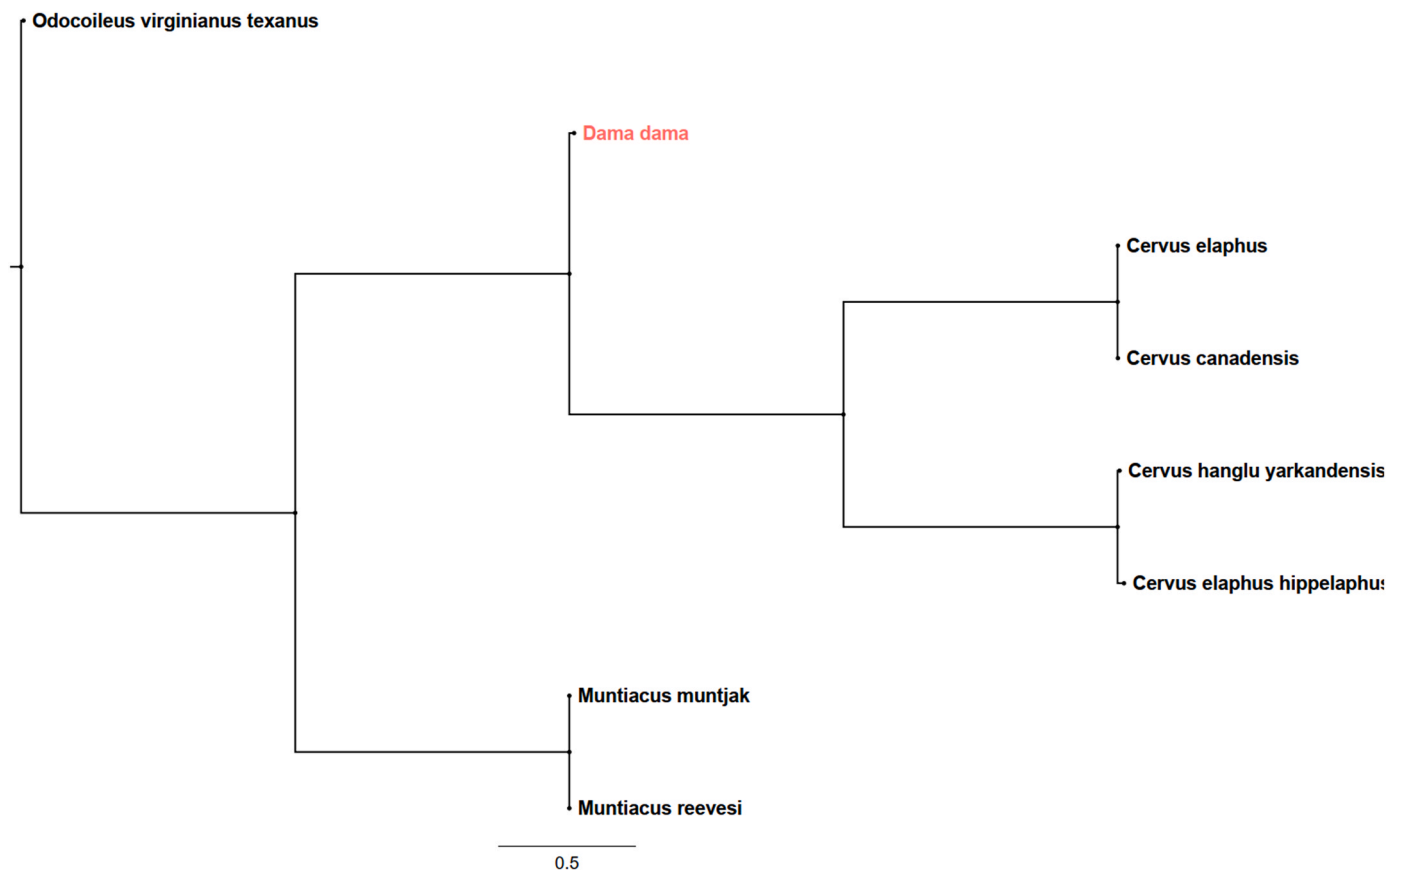 Odocoileus virginianus texanus
Dama dama
Cervus elaphus
Cervus canadensis
Cervus hanglu yarkandensis
Cervus elaphus hippelaphus
Muntiacus muntjak
Muntiacus reevesi
0.5